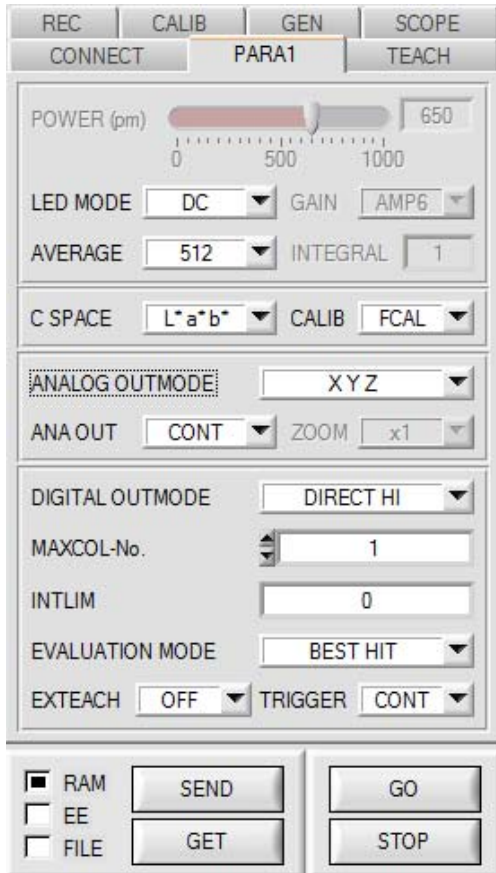 REC CALIB GEN SCOPE
CONNECT PARA1 TEACH
POWER (pm) 650
0 500 1000
LED MODE DC GAIN AMP6
AVERAGE 512 INTEGRAL 1
C SPACE L*a*b* CALIB FCAL
ANALOG OUTMODE X Y Z
ANA OUT CONT ZOOM x1
DIGITAL OUTMODE DIRECT HI
MAXCOL-No. 1
INTLIM 0
EVALUATION MODE BEST HIT
EXTEACH OFF TRIGGER CONT
RAM SEND GO
EE
FILE GET STOP